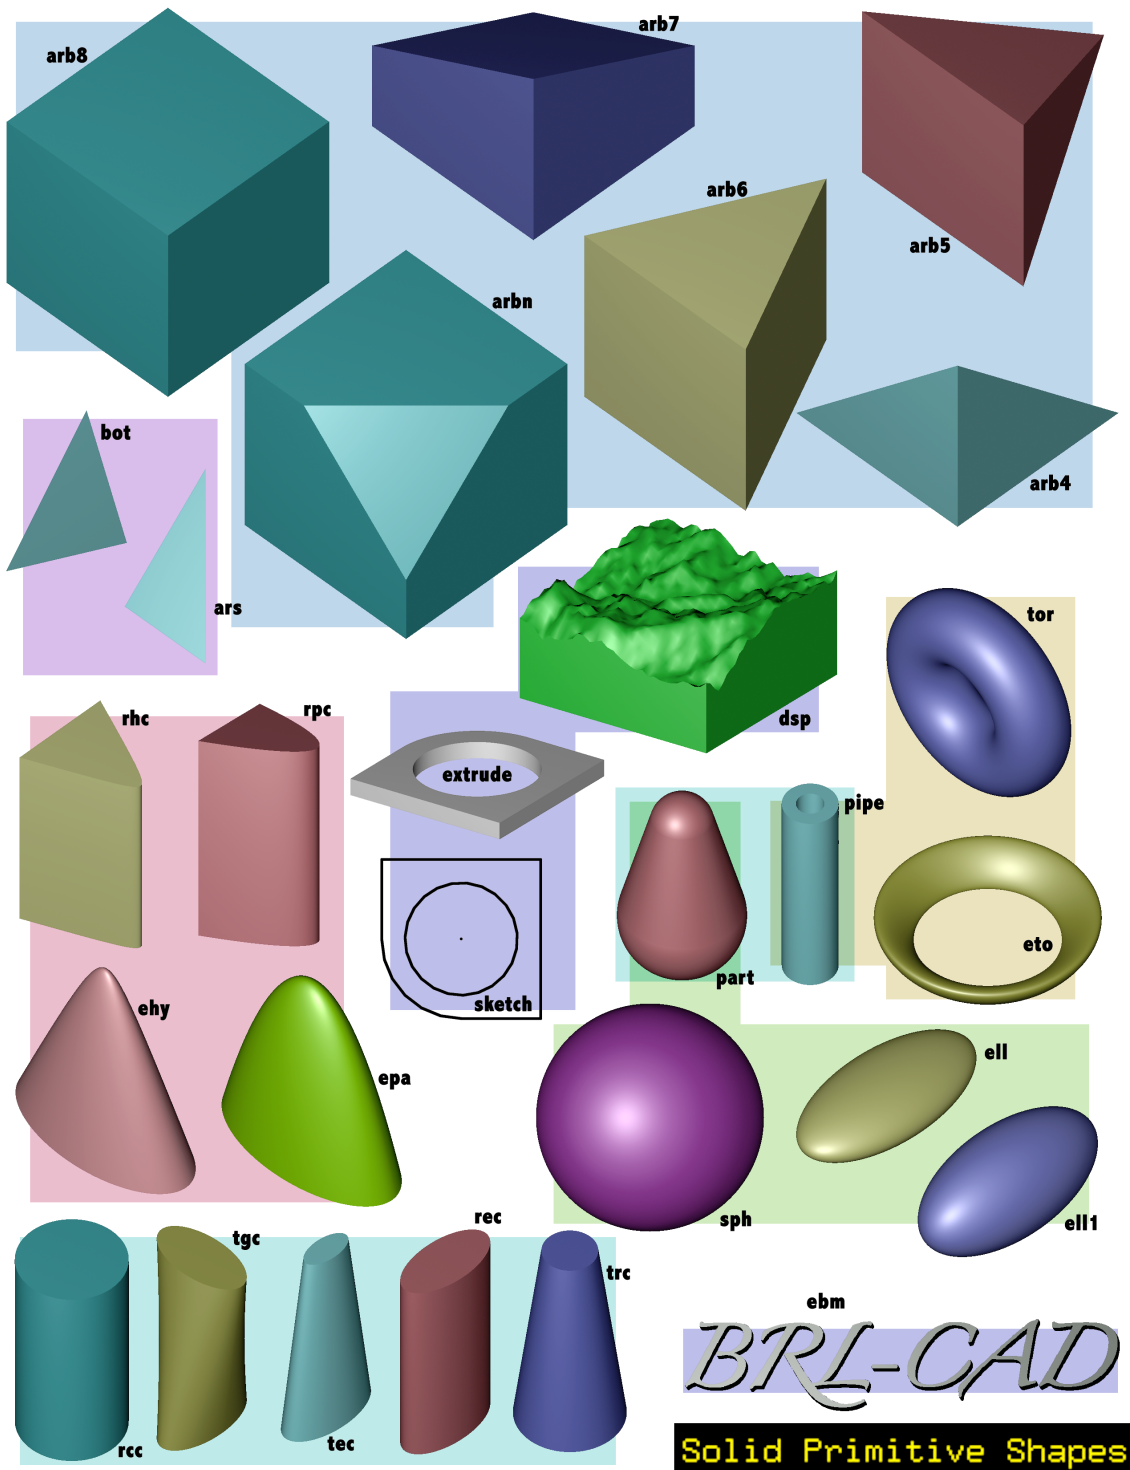 arb8
arb7
arb6
arb5
arbn
bot
arb4
ars
tor
rhc
rpc
dsp
extrude
pipe
eto
part
sketch
ehy
epa
ell
sph
ell1
rec
tgc
trc
ebm
BRL-CAD
rcc
tec
Solid Primitive Shapes